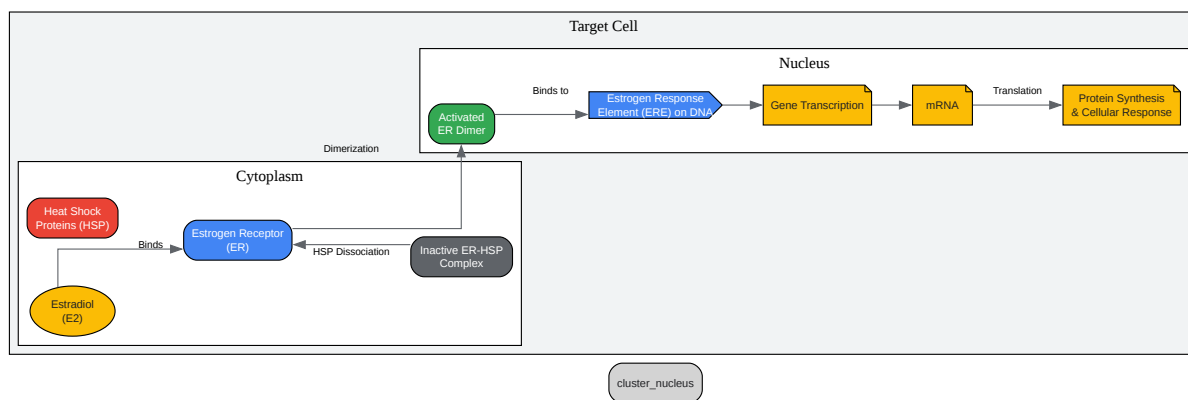 Target Cell
Nucleus
Binds to
Estrogen Response
Element (ERE) on DNA
Gene Transcription
mRNA
Translation
Protein Synthesis
& Cellular Response
Activated
ER Dimer
Dimerization
Cytoplasm
Heat Shock
Proteins (HSP)
Binds
Estrogen Receptor
(ER)
HSP Dissociation
Inactive ER-HSP
Complex
Estradiol
(E2)
cluster_nucleus